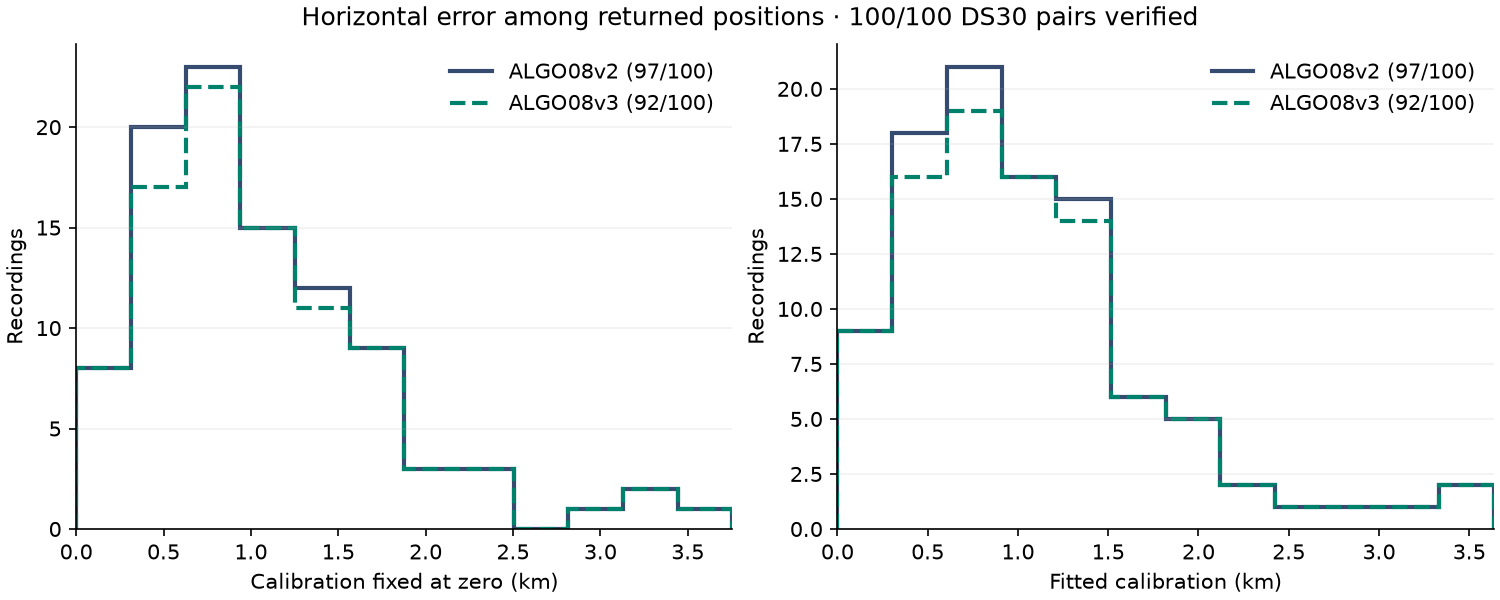 Horizontal error among returned positions · 100/100 DS30 pairs verified
ALGO08v2 (97/100)
ALGO08v3 (92/100)
Recordings
20
15
10
5
0
0.0 0.5 1.0 1.5 2.0 2.5 3.0 3.5
Calibration fixed at zero (km)
ALGO08v2 (97/100)
ALGO08v3 (92/100)
Recordings
20.0
17.5
15.0
12.5
10.0
7.5
5.0
2.5
0.0
0.0 0.5 1.0 1.5 2.0 2.5 3.0 3.5
Fitted calibration (km)